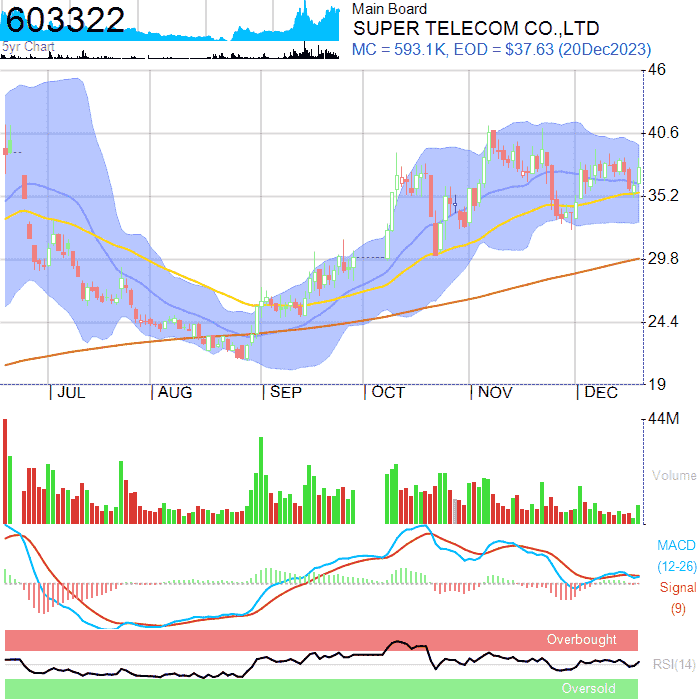 603322
5yr Chart
Main Board
SUPER TELECOM CO.,LTD
MC = 593.1K, EOD = $37.63 (20Dec2023)
46
40.6
35.2
29.8
24.4
19
| JUL | AUG | SEP | OCT | NOV | DEC
44M
Volume
MACD
(12-26)
Signal
(9)
Overbought
RSI(14)
Oversold